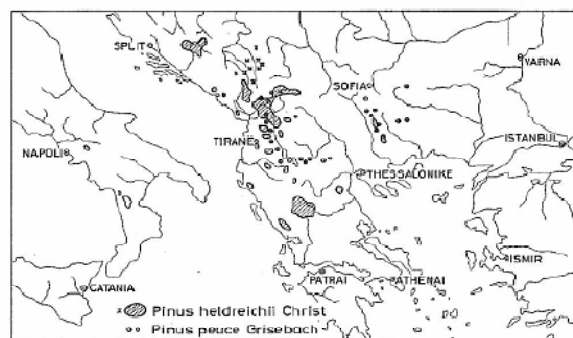 SPLIT
VARNA
SOFIA
TIRANE
ISTANBUL
NAPOLI
THESSALONIKE
ISMIR
PATRAI
ATHENAI
CATANIA
Pinus heldreichii Christ
Pinus peuce Grisebach